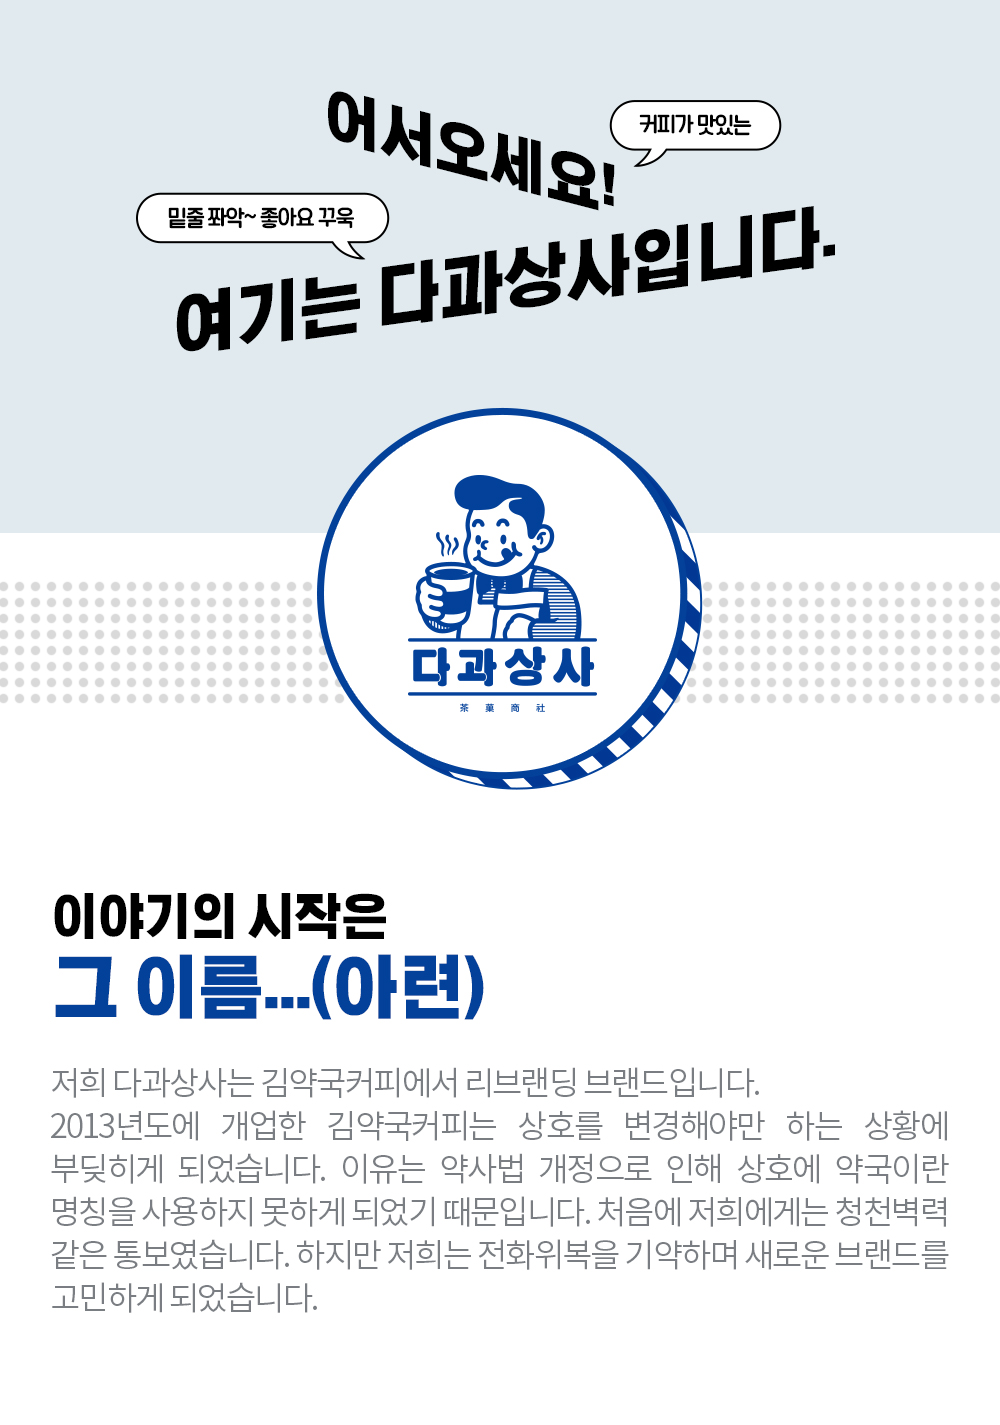 어서오세요!
커피가 맛있는
밑줄 쫘악~ 좋아요 꾸욱
여기는 다과상사입니다.
다과상사
茶菓商社
이야기의 시작은
그 이름...(아련)
저희 다과상사는 김약국커피에서 리브랜딩 브랜드입니다.
2013년도에 개업한 김약국커피는 상호를 변경해야만 하는 상황에
부딪히게 되었습니다. 이유는 약사법 개정으로 인해 상호에 약국이란
명칭을 사용하지 못하게 되었기 때문입니다. 처음에 저희에게는 청천벽력
같은 통보였습니다. 하지만 저희는 전화위복을 기약하며 새로운 브랜드를
고민하게 되었습니다.